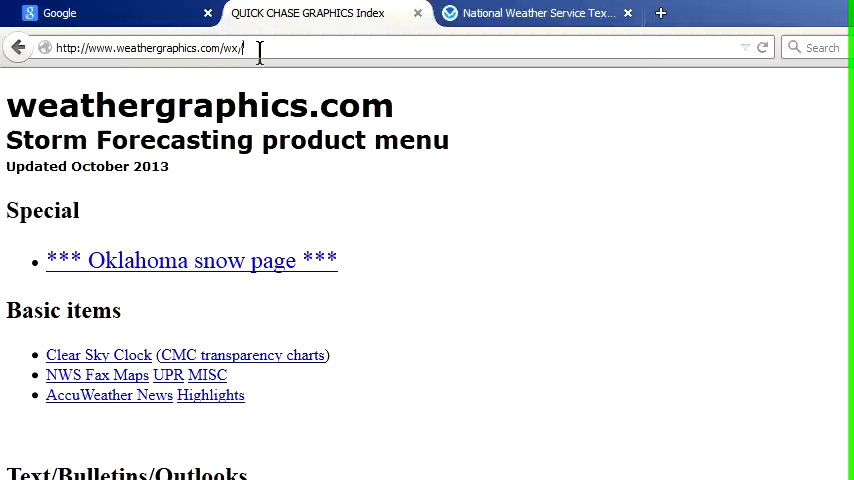 Google
QUICK CHASE GRAPHICS Index
National Weather Service Tex...
http://www.weathergraphics.com/wx/
Search
weathergraphics.com
Storm Forecasting product menu
Updated October 2013
Special
*** Oklahoma snow page ***
Basic items
Clear Sky Clock (CMC transparency charts)
NWS Fax Maps UPR MISC
AccuWeather News Highlights
Text/Bulletins/Outlooks